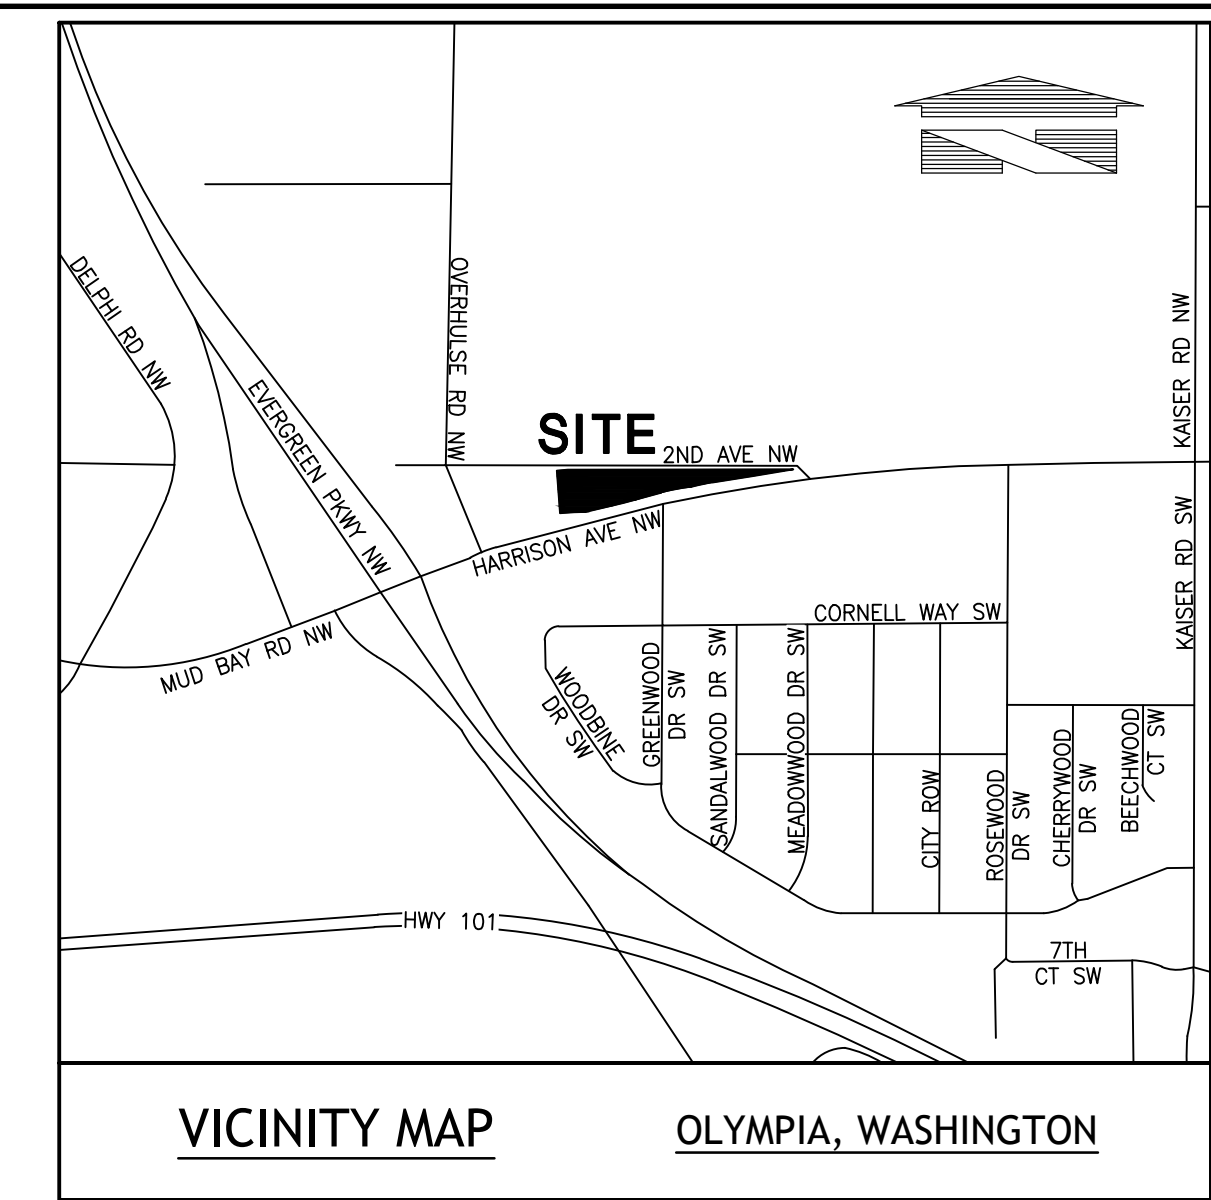 DELPHI RD NW
OVERHULSE RD NW
KAISER RD NW
EVERGREEN PKWY NW
SITE
2ND AVE NW
HARRISON AVE NW
KAISER RD SW
MUD BAY RD NW
CORNELL WAY SW
WOODBINE
DR SW
GREENWOOD
DR SW
SANDALWOOD DR SW
MEADOWWOOD DR SW
CITY ROW
ROSEWOOD
DR SW
CHERRYWOOD
DR SW
BEECHWOOD
CT SW
HWY 101
7TH
CT SW
VICINITY MAP
OLYMPIA, WASHINGTON